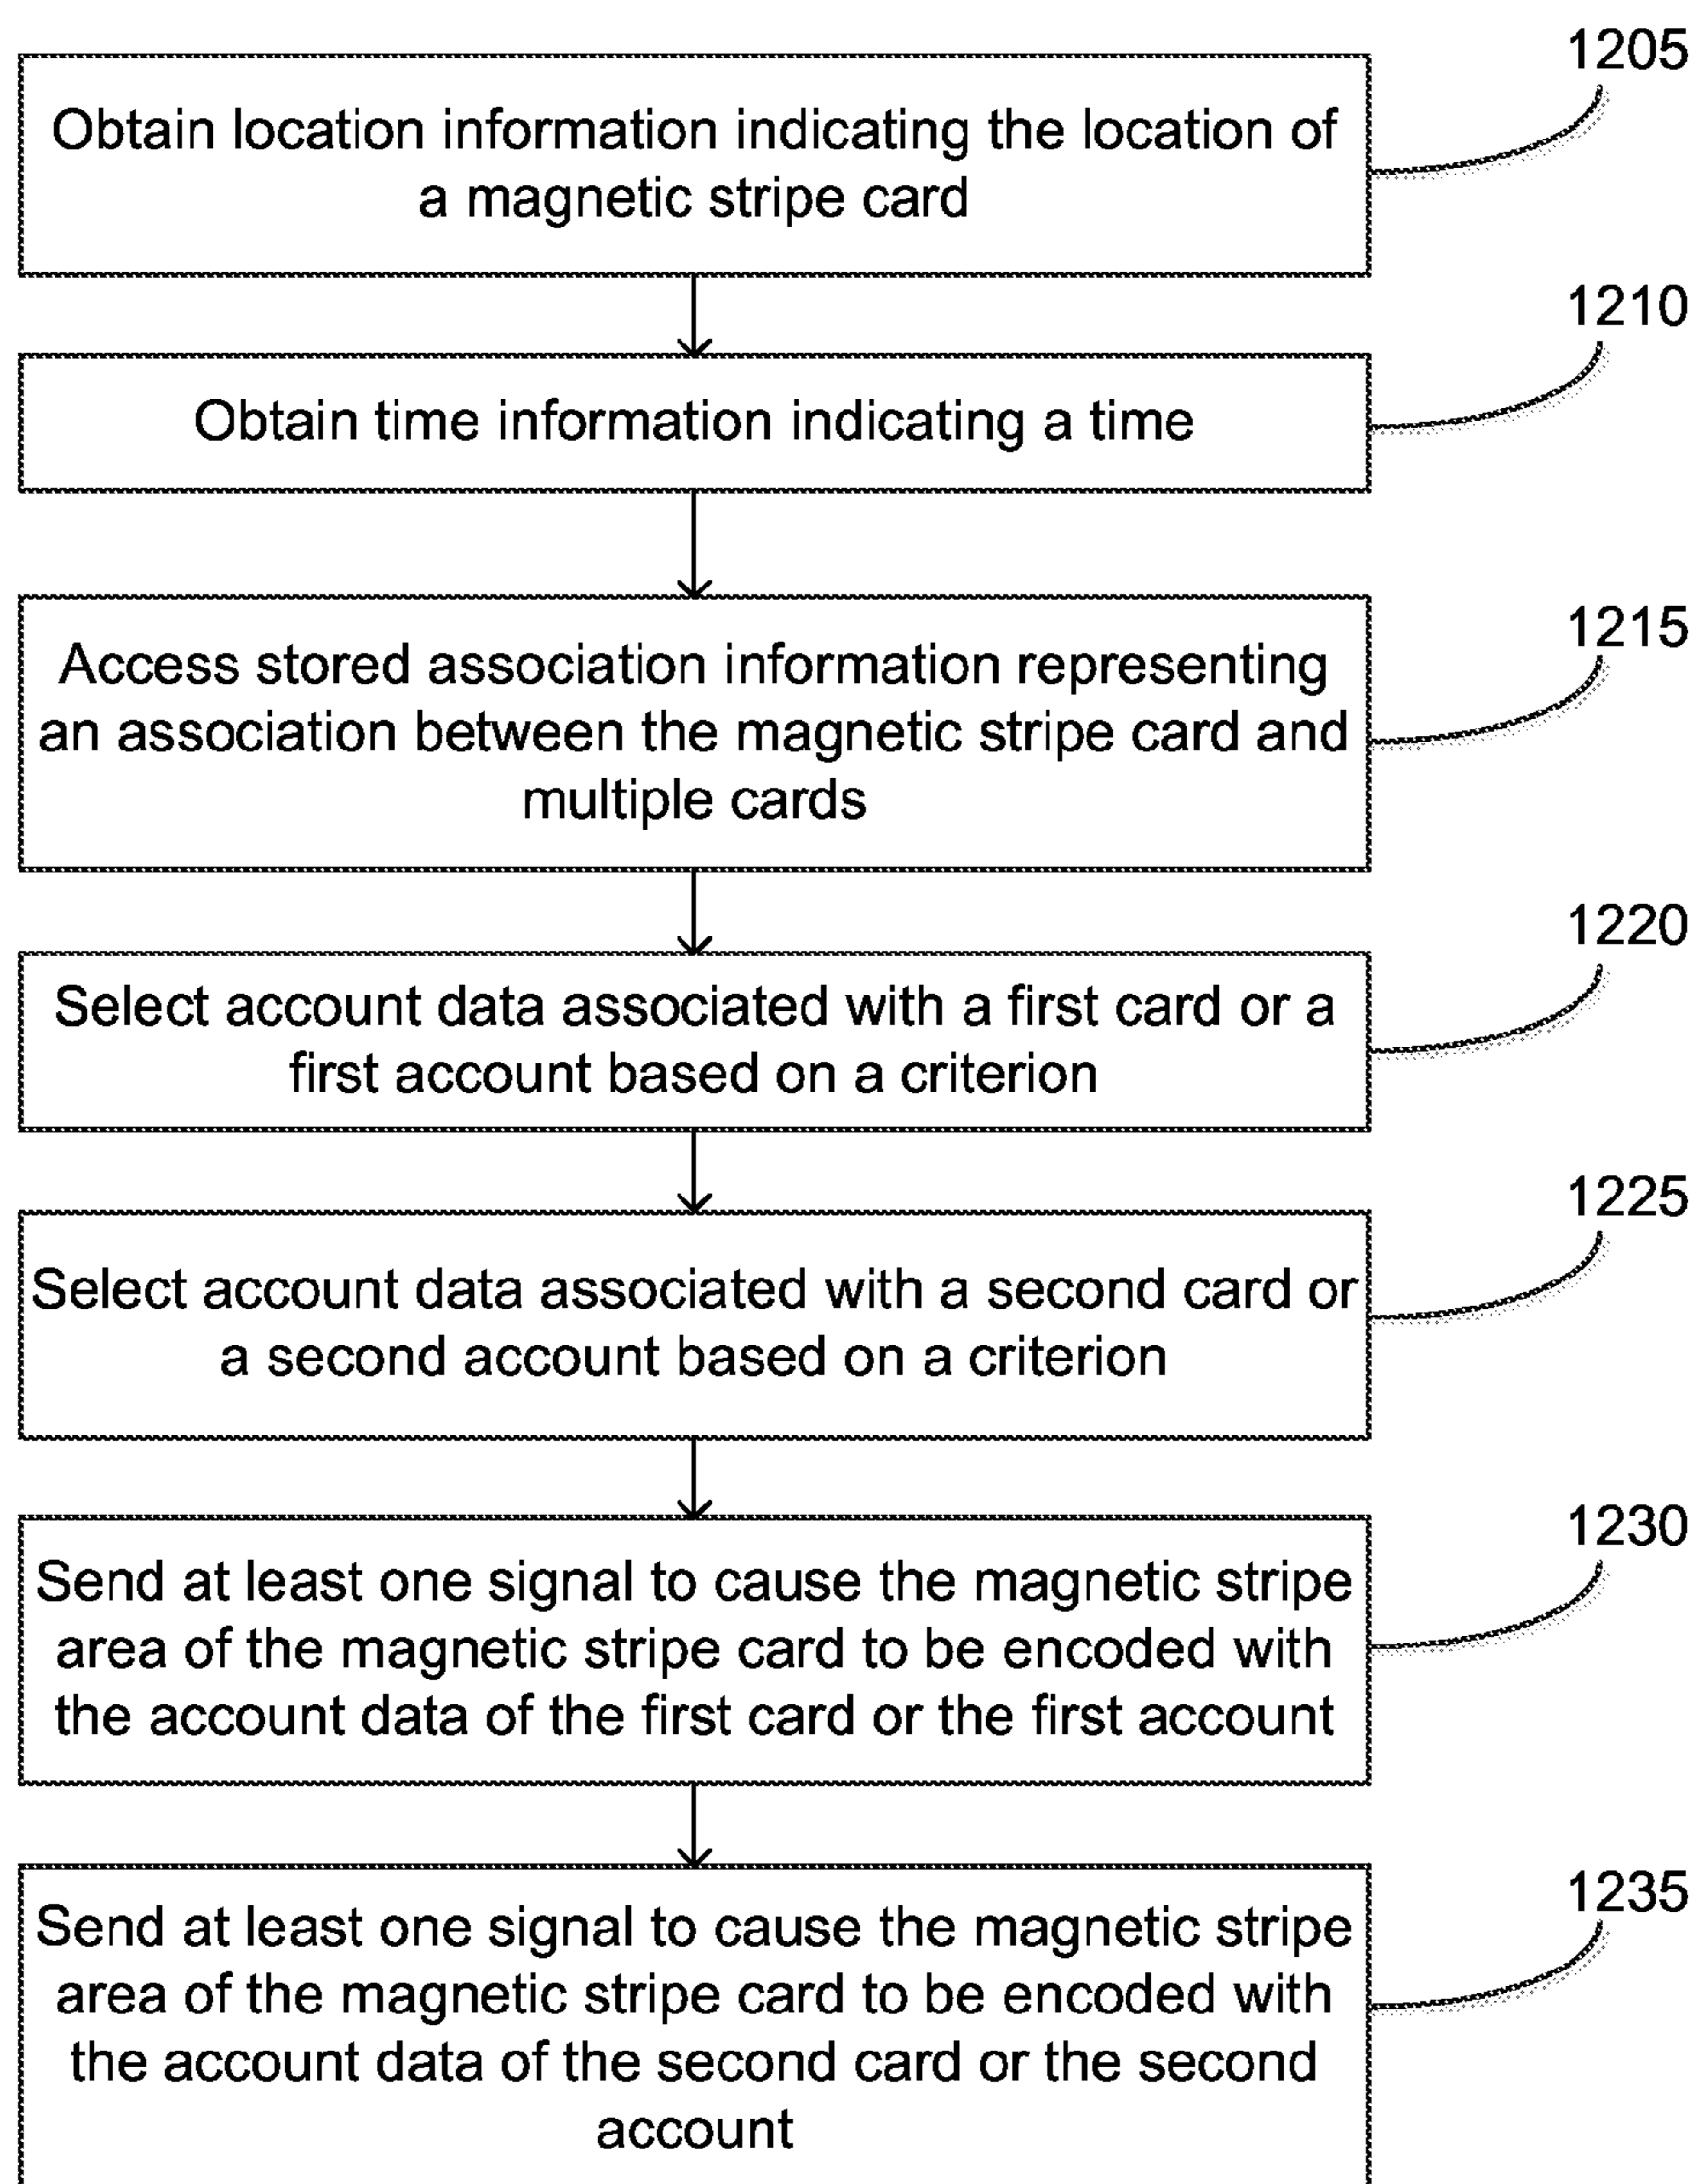 1205
Obtain location information indicating the location of
a magnetic stripe card
1210
Obtain time information indicating a time
1215
Access stored association information representing
an association between the magnetic stripe card and
multiple cards
1220
Select account data associated with a first card or a
first account based on a criterion
1225
Select account data associated with a second card or
a second account based on a criterion
1230
Send at least one signal to cause the magnetic stripe
area of the magnetic stripe card to be encoded with
the account data of the first card or the first account
1235
Send at least one signal to cause the magnetic stripe
area of the magnetic stripe card to be encoded with
the account data of the second card or the second
account